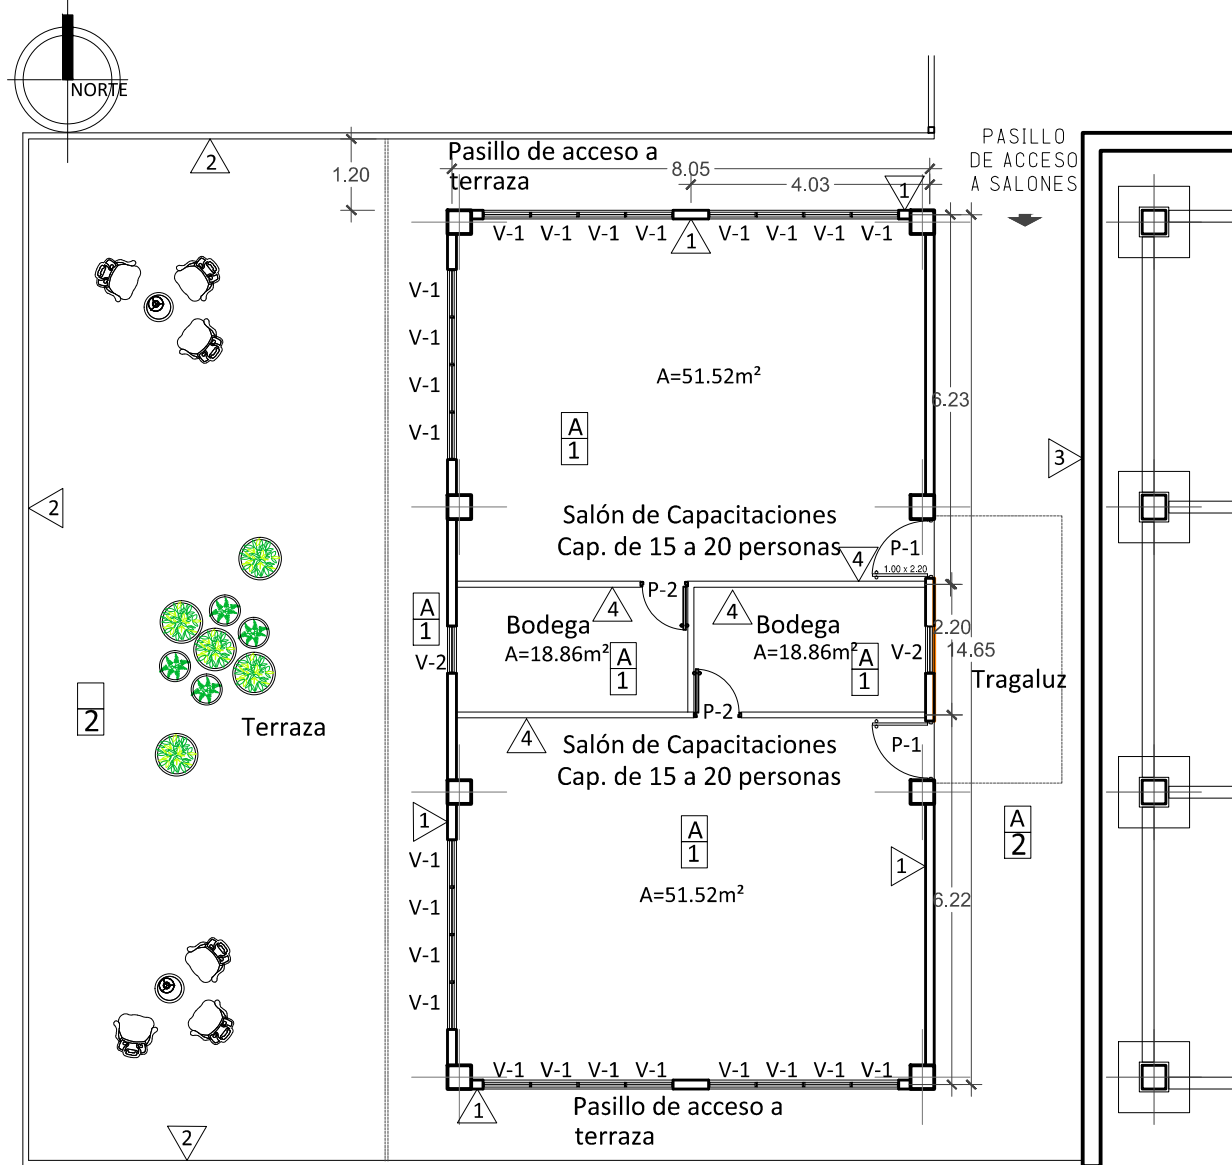 NORTE
PASILLO
DE ACCESO
A SALONES
Pasillo de acceso a
terraza
8.05
4.03
1.20
2
1
1
V-1 V-1 V-1 V-1 V-1 V-1 V-1 V-1
V-1
V-1
V-1
V-1
A=51.52m²
6.23
A
1
3
2
Salón de Capacitaciones
Cap. de 15 a 20 personas
4
P-1
1.00 x 2.20
P-2
4
4
A
1
Bodega
A=18.86m²
A
1
Bodega
A=18.86m²
A
1
V-2
V-2
2.20
14.65
Tragaluz
2
Terraza
P-2
4
P-1
Salón de Capacitaciones
Cap. de 15 a 20 personas
1
A
1
A
2
1
A=51.52m²
6.22
V-1
V-1
V-1
V-1
V-1 V-1 V-1 V-1 V-1 V-1 V-1 V-1
1
Pasillo de acceso a
terraza
2